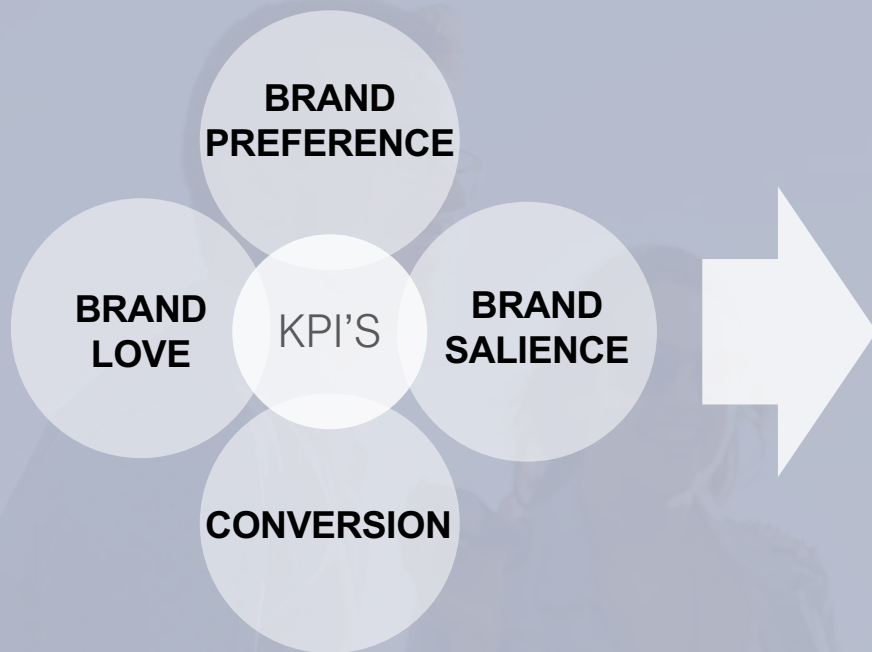 BRAND
PREFERENCE
BRAND
LOVE
KPI'S
BRAND
SALIENCE
CONVERSION